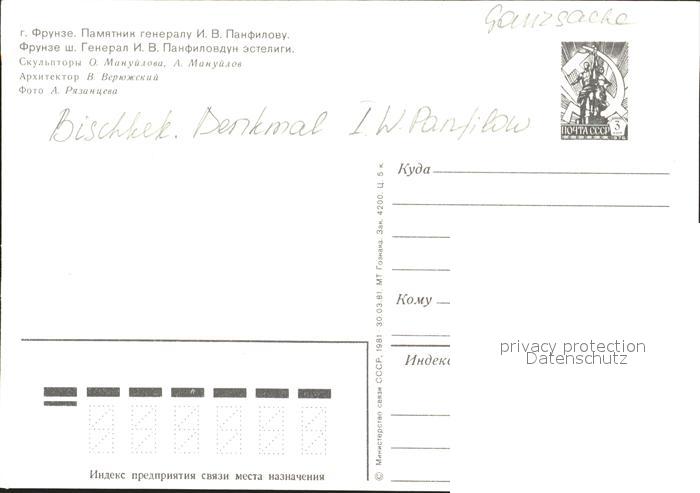 Ganzsache
г. Фрунзе. Памятник генералу И. В. Панфилову.
Фрунзе ш. Генерал И. В. Панфиловдун эстелиги.
Скульпторы О. Мануйлова, А. Мануйлов
Архитектор В. Верюжский
Фото А. Рязанцева
Bischkek. Denkmal I. W. Panfilow
ПОЧТА СССР 3
Куда
Кому
Индекс
privacy protection
Datenschutz
Индекс предприятия связи места назначения
© Министерство связи СССР, 1981 30.03.81. МТ Гознака. Зак. 4200. Ц. 5 к.